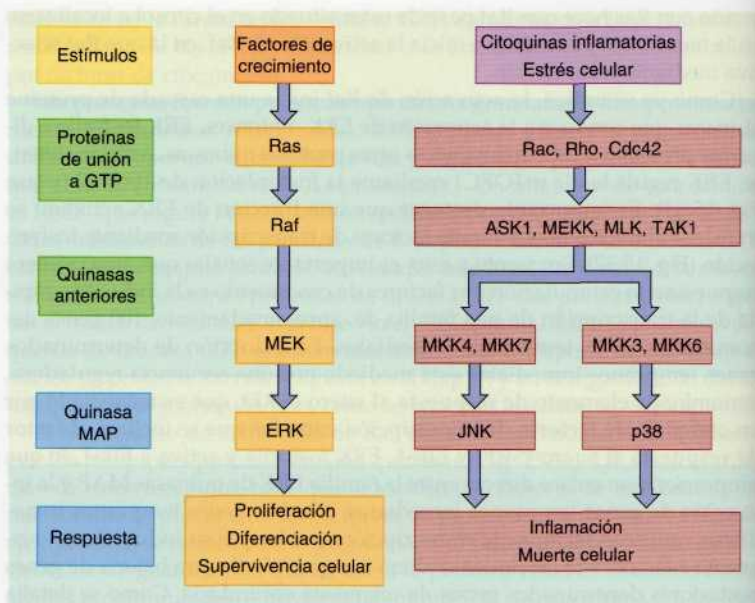 Estímulos
Factores de
crecimiento
Citoquinas inflamatorias
Estrés celular
Proteínas
de unión
a GTP
Ras
Rac, Rho, Cdc42
Raf
ASK1, MEKK, MLK, TAK1
Quinasas
anteriores
MEK
MKK4, MKK7
MKK3, MKK6
Quinasa
MAP
ERK
JNK
p38
Respuesta
Proliferación
Diferenciación
Supervivencia celular
Inflamación
Muerte celular